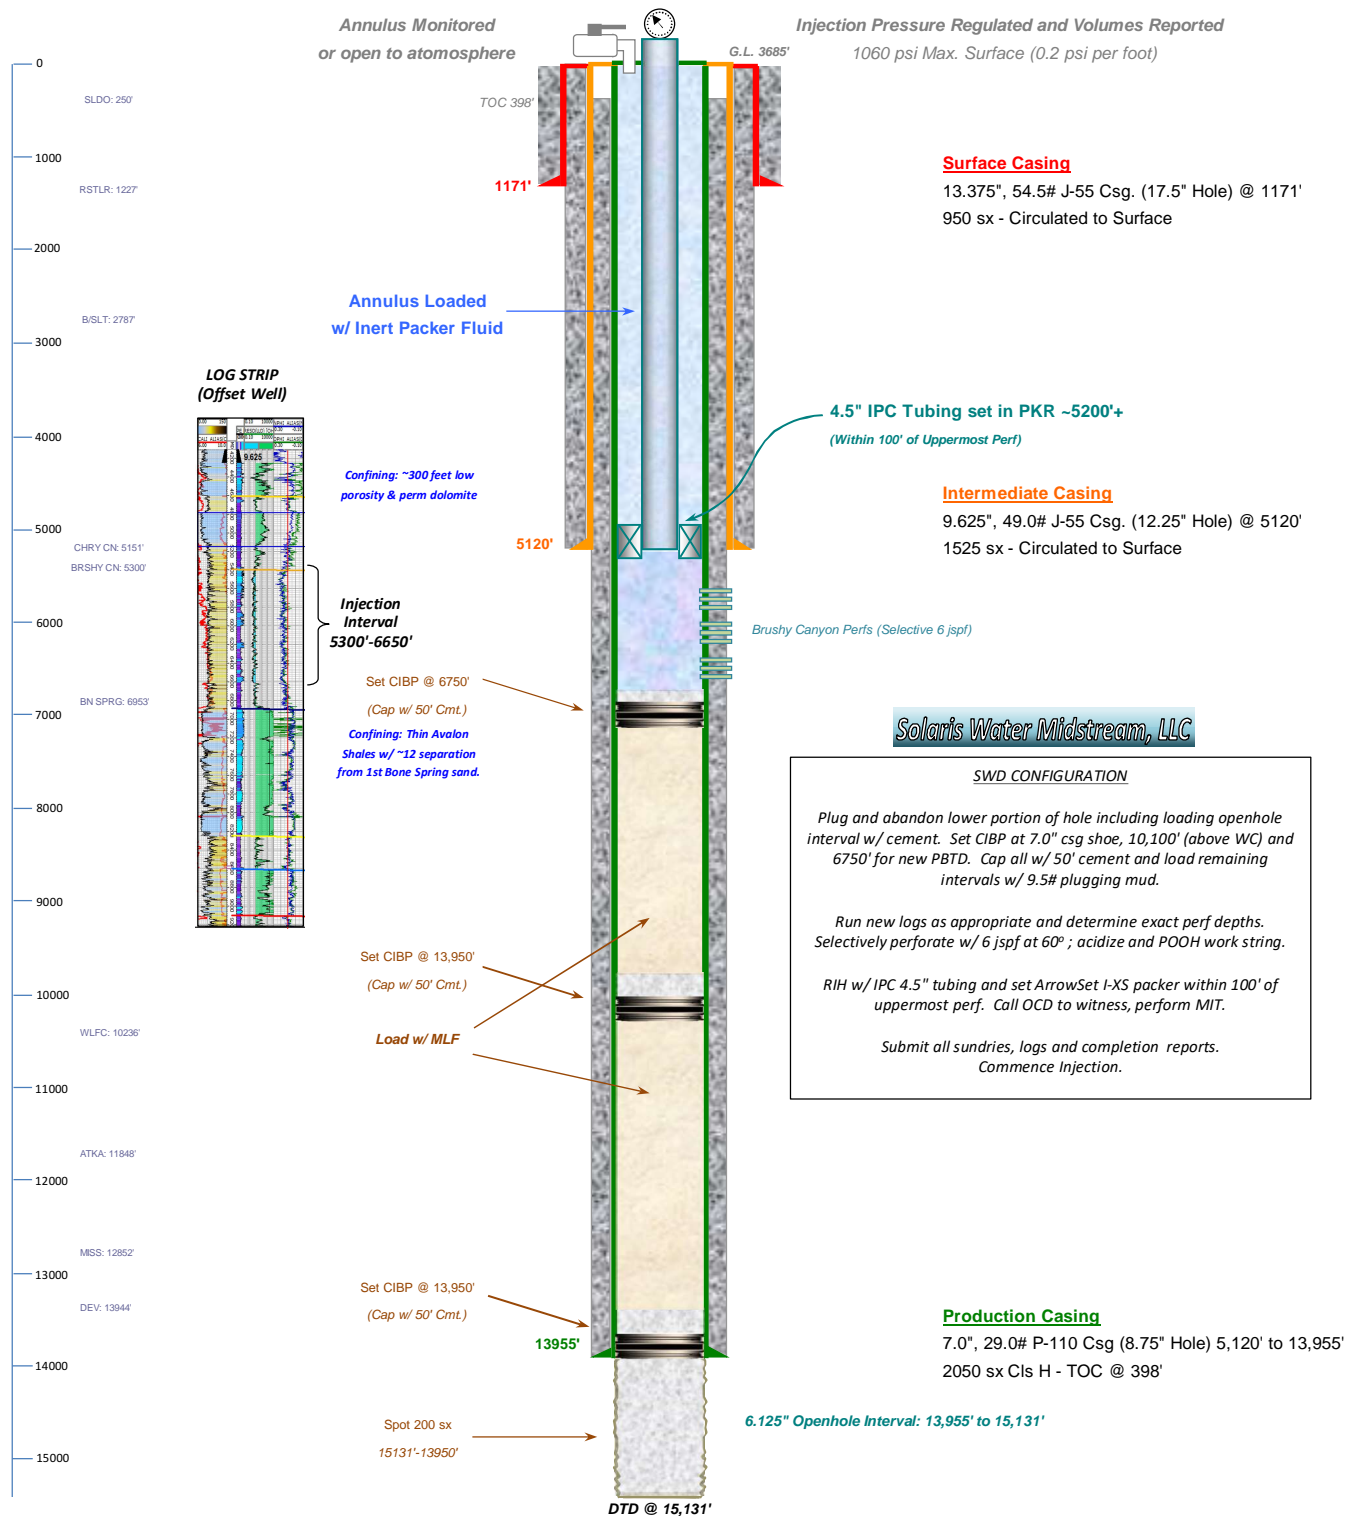 Annulus Monitored
or open to atomosphere
Injection Pressure Regulated and Volumes Reported
G.L. 3685'
1060 psi Max. Surface (0.2 psi per foot)
0
SLDO: 250'
TOC 398'
1000
RSTLR: 1227'
1171'
Surface Casing
13.375", 54.5# J-55 Csg. (17.5" Hole) @ 1171'
950 sx - Circulated to Surface
2000
B/SLT: 2787'
Annulus Loaded
w/ Inert Packer Fluid
3000
LOG STRIP
(Offset Well)
4000
9.625
4.5" IPC Tubing set in PKR ~5200'+
(Within 100' of Uppermost Perf)
Confining: ~300 feet low
porosity & perm dolomite
Intermediate Casing
9.625", 49.0# J-55 Csg. (12.25" Hole) @ 5120'
1525 sx - Circulated to Surface
5000
CHRY CN: 5151'
BRSHY CN: 5300'
5120'
Injection
Interval
5300'-6650'
6000
Brushy Canyon Perfs (Selective 6 jspf)
Set CIBP @ 6750'
(Cap w/ 50' Cmt.)
BN SPRG: 6953'
7000
Confining: Thin Avalon
Shales w/ ~12 separation
from 1st Bone Spring sand.
Solaris Water Midstream, LLC
SWD CONFIGURATION
Plug and abandon lower portion of hole including loading openhole
interval w/ cement. Set CIBP at 7.0" csg shoe, 10,100' (above WC) and
6750' for new PBTD. Cap all w/ 50' cement and load remaining
intervals w/ 9.5# plugging mud.
Run new logs as appropriate and determine exact perf depths.
Selectively perforate w/ 6 jspf at 60º ; acidize and POOH work string.
RIH w/ IPC 4.5" tubing and set ArrowSet I-XS packer within 100' of
uppermost perf. Call OCD to witness, perform MIT.
Submit all sundries, logs and completion reports.
Commence Injection.
8000
9000
Set CIBP @ 13,950'
(Cap w/ 50' Cmt.)
10000
WLFC: 10236'
Load w/ MLF
11000
ATKA: 11848'
12000
MISS: 12852'
13000
Set CIBP @ 13,950'
(Cap w/ 50' Cmt.)
DEV: 13944'
13955'
Production Casing
7.0", 29.0# P-110 Csg (8.75" Hole) 5,120' to 13,955'
2050 sx Cls H - TOC @ 398'
14000
6.125" Openhole Interval: 13,955' to 15,131'
Spot 200 sx
15131'-13950'
15000
DTD @ 15,131'